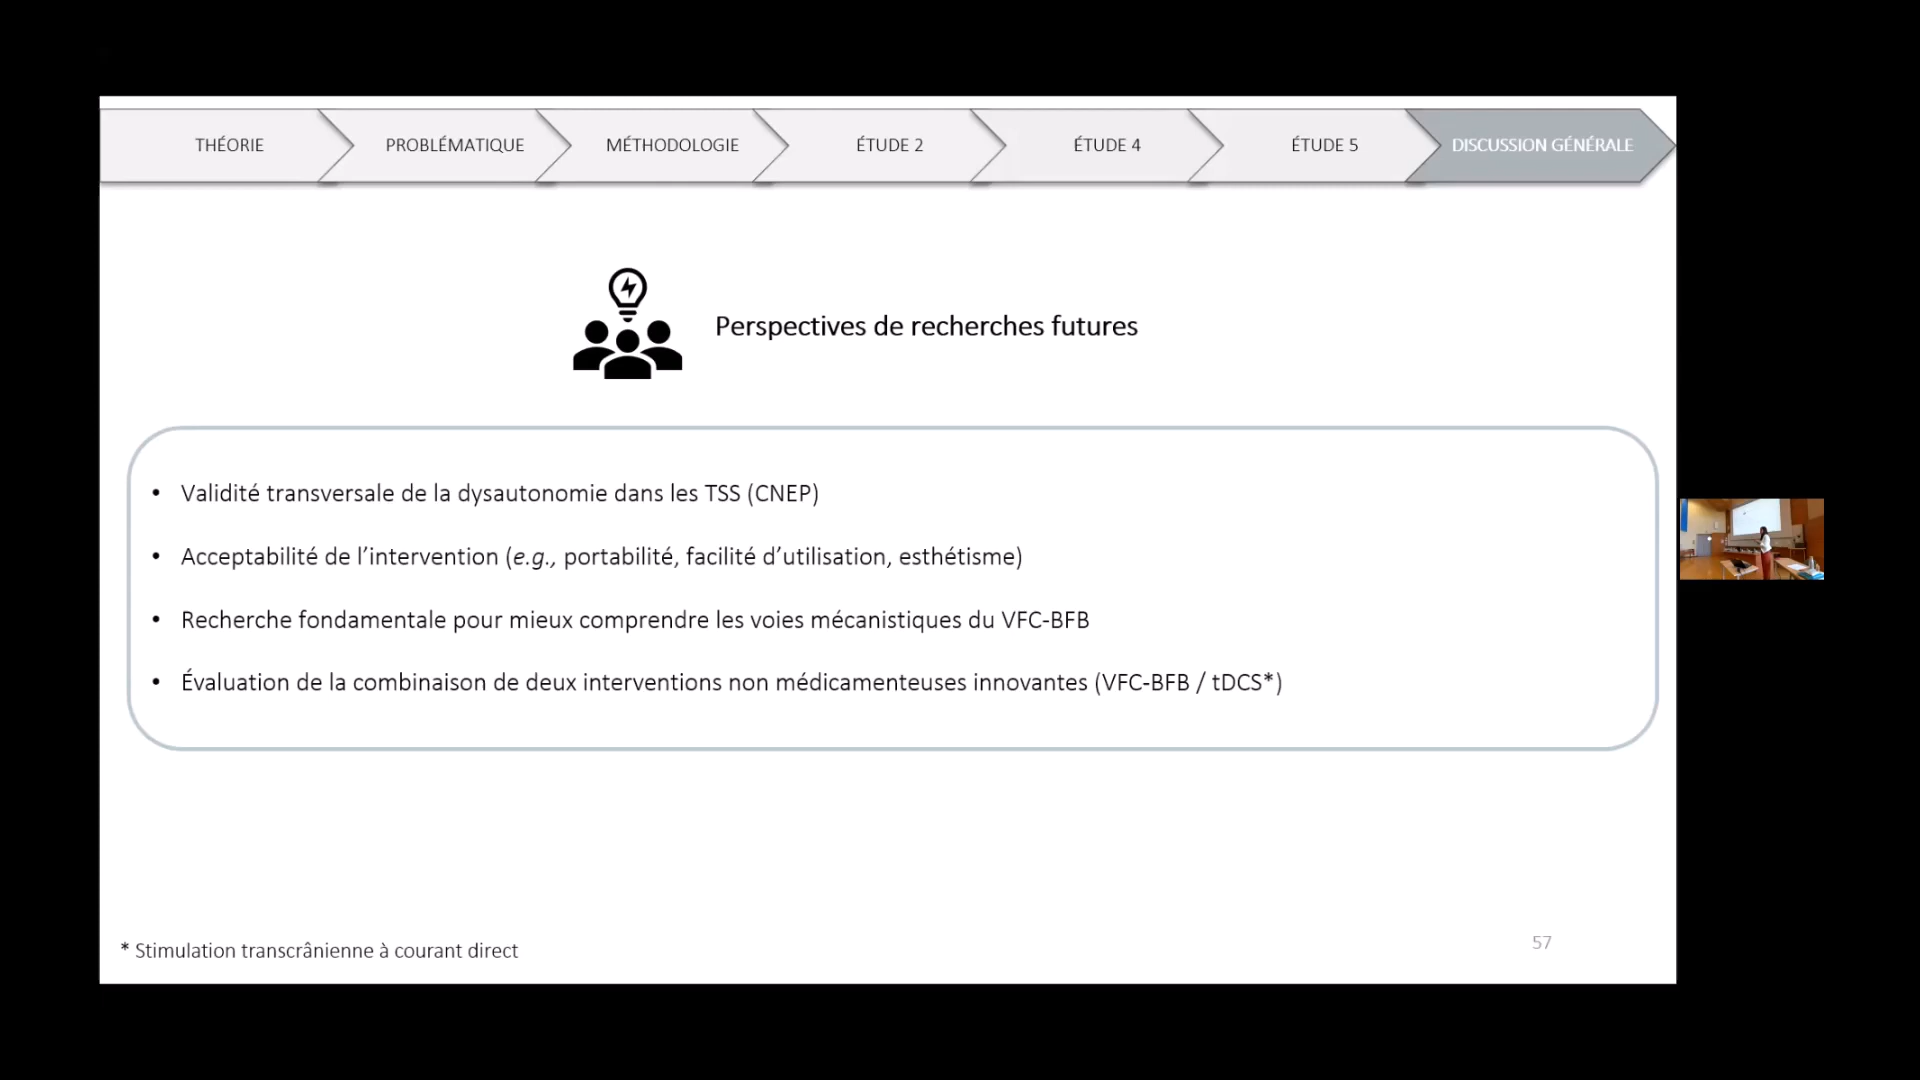 THÉORIE
PROBLÉMATIQUE
MÉTHODOLOGIE
ÉTUDE 2
ÉTUDE 4
ÉTUDE 5
DISCUSSION GÉNÉRALE
Perspectives de recherches futures
• Validité transversale de la dysautonomie dans les TSS (CNEP)
• Acceptabilité de l’intervention (e.g., portabilité, facilité d’utilisation, esthétisme)
• Recherche fondamentale pour mieux comprendre les voies mécanistiques du VFC-BFB
• Évaluation de la combinaison de deux interventions non médicamenteuses innovantes (VFC-BFB / tDCS*)
* Stimulation transcrânienne à courant direct
57